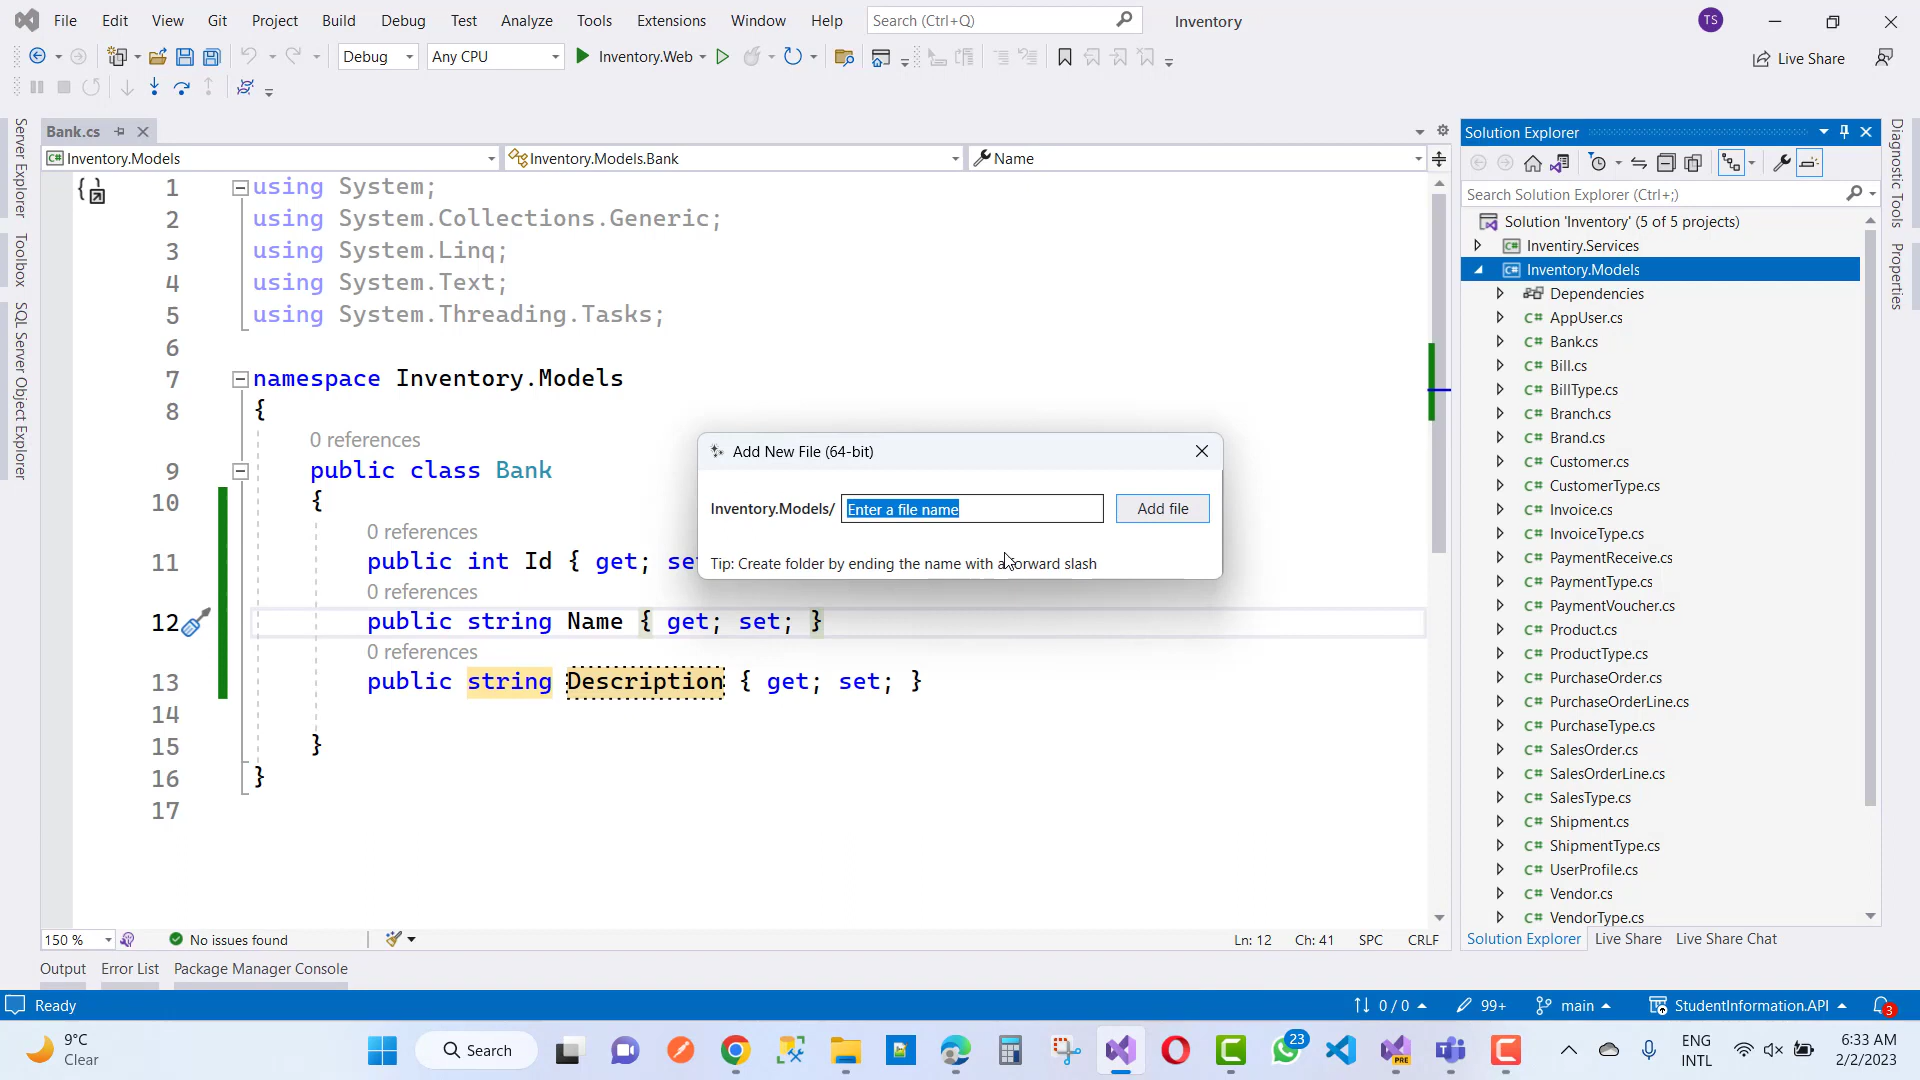 File Edit View Git Project Build Debug Test Analyze Tools Extensions Window Help Search (Ctrl+Q) Inventory TS
Debug Any CPU Inventory.Web Live Share
Bank.cs
Inventory.Models Inventory.Models.Bank Name
Server Explorer
Toolbox
SQL Server Object Explorer
1 using System;
2 using System.Collections.Generic;
3 using System.Linq;
4 using System.Text;
5 using System.Threading.Tasks;
6
7 namespace Inventory.Models
8 {
0 references
9 public class Bank
10 {
0 references
11 public int Id { get; set
0 references
12 public string Name { get; set; }
0 references
13 public string Description { get; set; }
14
15 }
16 }
17
Add New File (64-bit)
Inventory.Models/ Enter a file name Add file
Tip: Create folder by ending the name with a forward slash
Solution Explorer
Search Solution Explorer (Ctrl+;)
Solution 'Inventory' (5 of 5 projects)
C# Inventiry.Services
C# Inventory.Models
Dependencies
C# AppUser.cs
C# Bank.cs
C# Bill.cs
C# BillType.cs
C# Branch.cs
C# Brand.cs
C# Customer.cs
C# CustomerType.cs
C# Invoice.cs
C# InvoiceType.cs
C# PaymentReceive.cs
C# PaymentType.cs
C# PaymentVoucher.cs
C# Product.cs
C# ProductType.cs
C# PurchaseOrder.cs
C# PurchaseOrderLine.cs
C# PurchaseType.cs
C# SalesOrder.cs
C# SalesOrderLine.cs
C# SalesType.cs
C# Shipment.cs
C# ShipmentType.cs
C# UserProfile.cs
C# Vendor.cs
C# VendorType.cs
Solution Explorer Live Share Live Share Chat
Diagnostic Tools
Properties
150 % No issues found Ln: 12 Ch: 41 SPC CRLF
Output Error List Package Manager Console
Ready 0 / 0 99+ main StudentInformation.API 3
9°C
Clear
Search
23
PRE
ENG
INTL
6:33 AM
2/2/2023